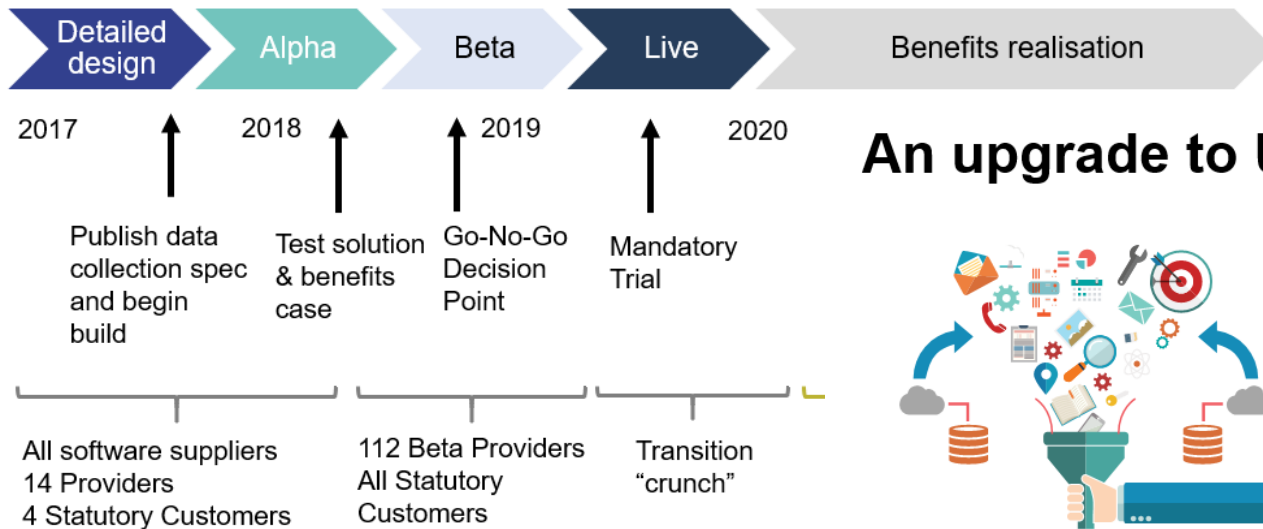 Detailed
design
Alpha
Beta
Live
Benefits realisation
2017
2018
2019
2020
An upgrade to
Publish data
collection spec
and begin
build
Test solution
& benefits
case
Go-No-Go
Decision
Point
Mandatory
Trial
All software suppliers
14 Providers
4 Statutory Customers
112 Beta Providers
All Statutory
Customers
Transition
“crunch”